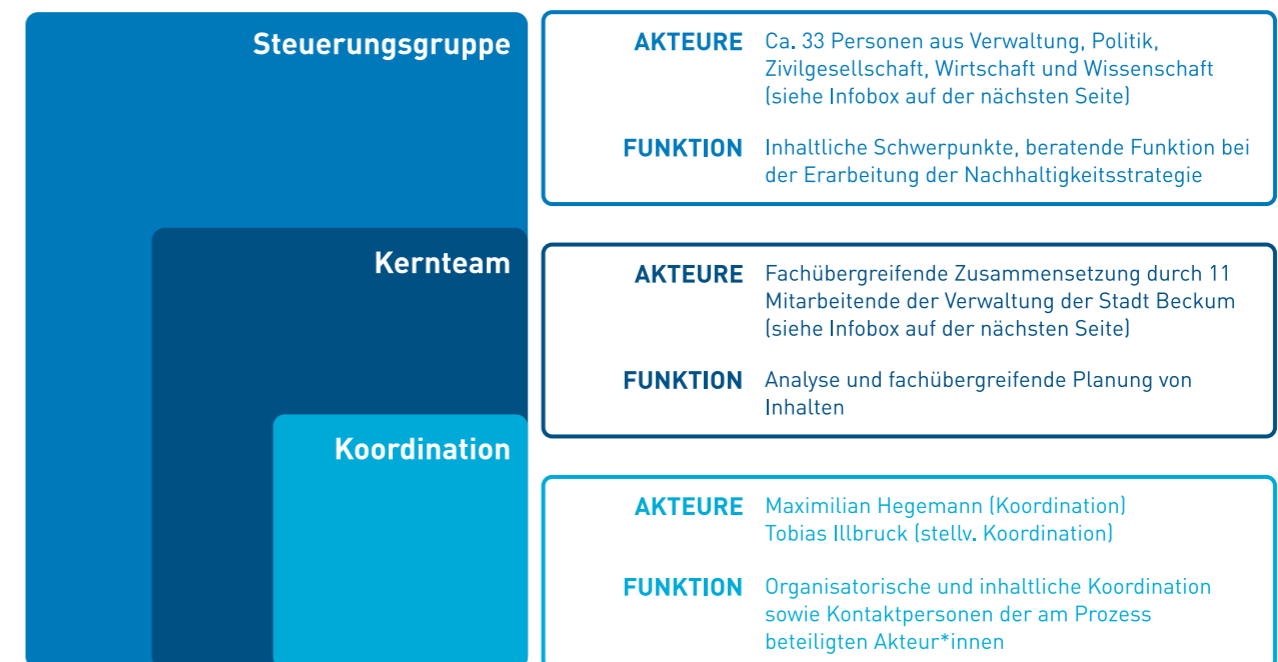 Steuerungsgruppe
AKTEURE Ca. 33 Personen aus Verwaltung, Politik,
Zivilgesellschaft, Wirtschaft und Wissenschaft
(siehe Infobox auf der nächsten Seite)
FUNKTION Inhaltliche Schwerpunkte, beratende Funktion bei
der Erarbeitung der Nachhaltigkeitsstrategie
Kernteam
AKTEURE Fachübergreifende Zusammensetzung durch 11
Mitarbeitende der Verwaltung der Stadt Beckum
(siehe Infobox auf der nächsten Seite)
FUNKTION Analyse und fachübergreifende Planung von
Inhalten
Koordination
AKTEURE Maximilian Hegemann (Koordination)
Tobias Illbruck (stellv. Koordination)
FUNKTION Organisatorische und inhaltliche Koordination
sowie Kontaktpersonen der am Prozess
beteiligten Akteur*innen